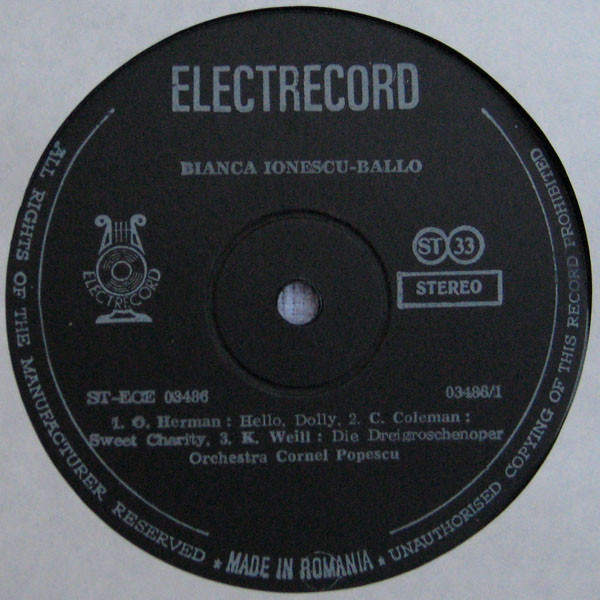 ELECTRECORD
BIANCA IONESCU-BALLO
ELECTRECORD
ST 33
STEREO
ST-ECE 03486
03486/1
1. O. Herman : Hello, Dolly, 2. C. Coleman :
Sweet Charity, 3. K. Weill : Die Dreigroschenoper
Orchestra Cornel Popescu
ALL RIGHTS OF THE MANUFACTURER RESERVED ★ MADE IN ROMANIA ★ UNAUTHORISED COPYING OF THIS RECORD PROHIBITED